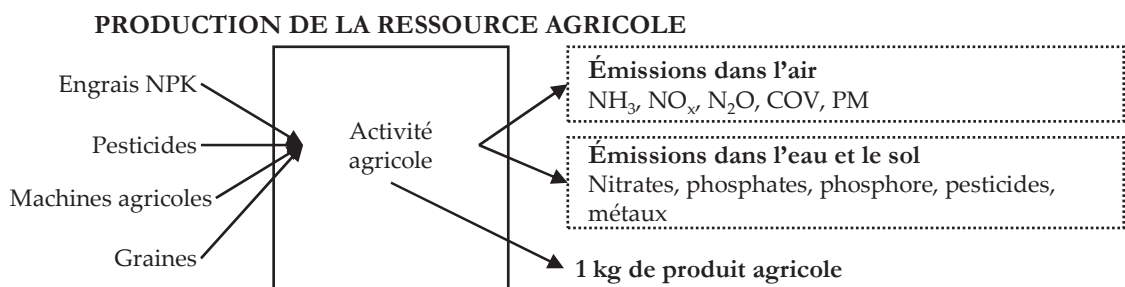 PRODUCTION DE LA RESSOURCE AGRICOLE
Engrais NPK
Pesticides
Machines agricoles
Graines
Activité
agricole
Émissions dans l’air
NH₃, NOₓ, N₂O, COV, PM
Émissions dans l’eau et le sol
Nitrates, phosphates, phosphore, pesticides,
métaux
1 kg de produit agricole